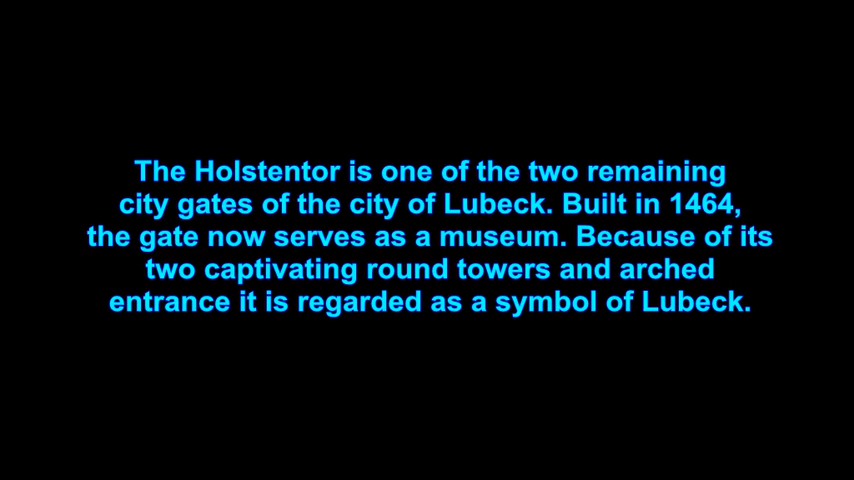 The Holstentor is one of the two remaining
city gates of the city of Lubeck. Built in 1464,
the gate now serves as a museum. Because of its
two captivating round towers and arched
entrance it is regarded as a symbol of Lubeck.